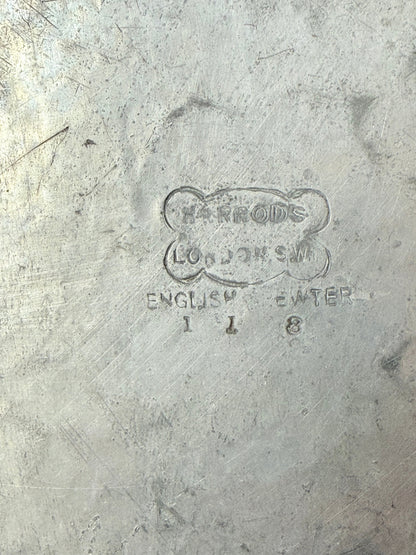 HARRODS
LONDON. S.W.
ENGLISH PEWTER
1 1 8